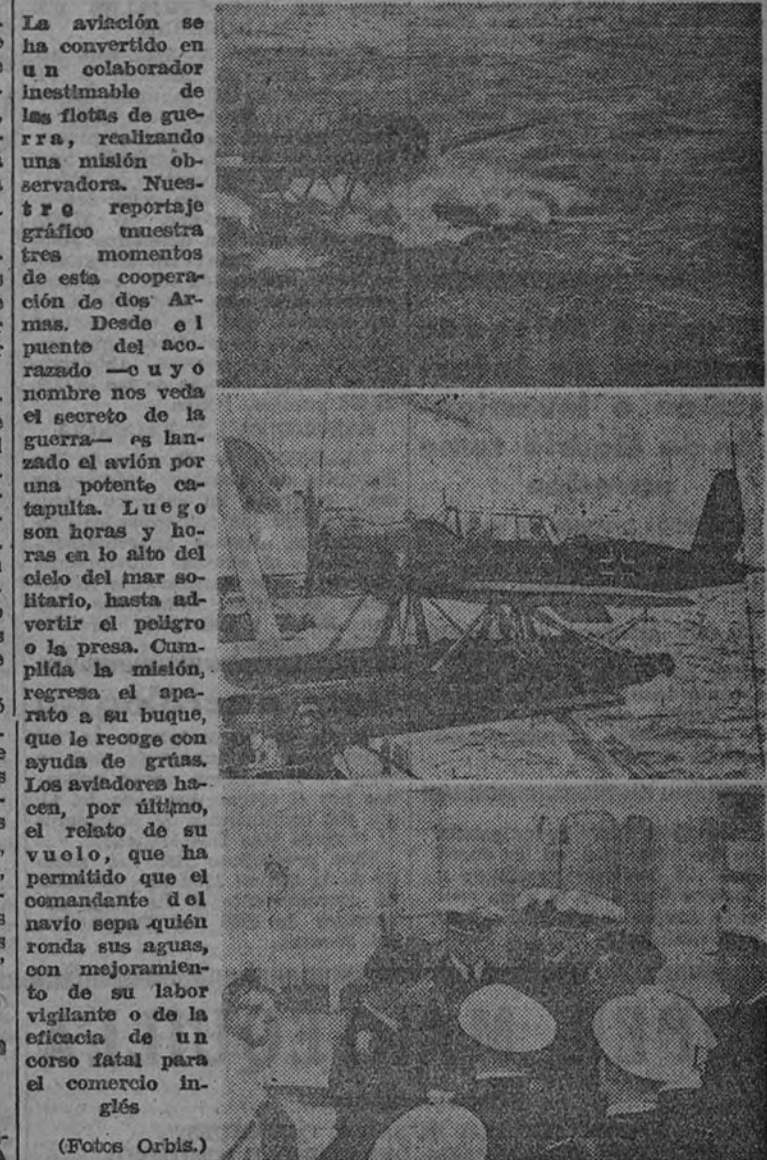 La aviación se
ha convertido en
un colaborador
inestimable de
las flotas de gue-
rra, realizando
una misión ob-
servadora. Nues-
tro reportaje
gráfico muestra
tres momentos
de esta coopera-
ción de dos Ar-
mas. Desde el
puente del aco-
razado —cuyo
nombre nos veda
el secreto de la
guerra— es lan-
zado el avión por
una potente ca-
tapulta. Luego
son horas y ho-
ras en lo alto del
cielo del mar so-
litario, hasta ad-
vertir el peligro
o la presa. Cum-
plida la misión,
regresa el apa-
rato a su buque,
que le recoge con
ayuda de grúas.
Los aviadores ha-
cen, por último,
el relato de su
vuelo, que ha
permitido que el
comandante del
navío sepa quién
ronda sus aguas,
con mejoramien-
to de su labor
vigilante o de la
eficacia de un
corso fatal para
el comercio in-
glés
(Fotos Orbis.)